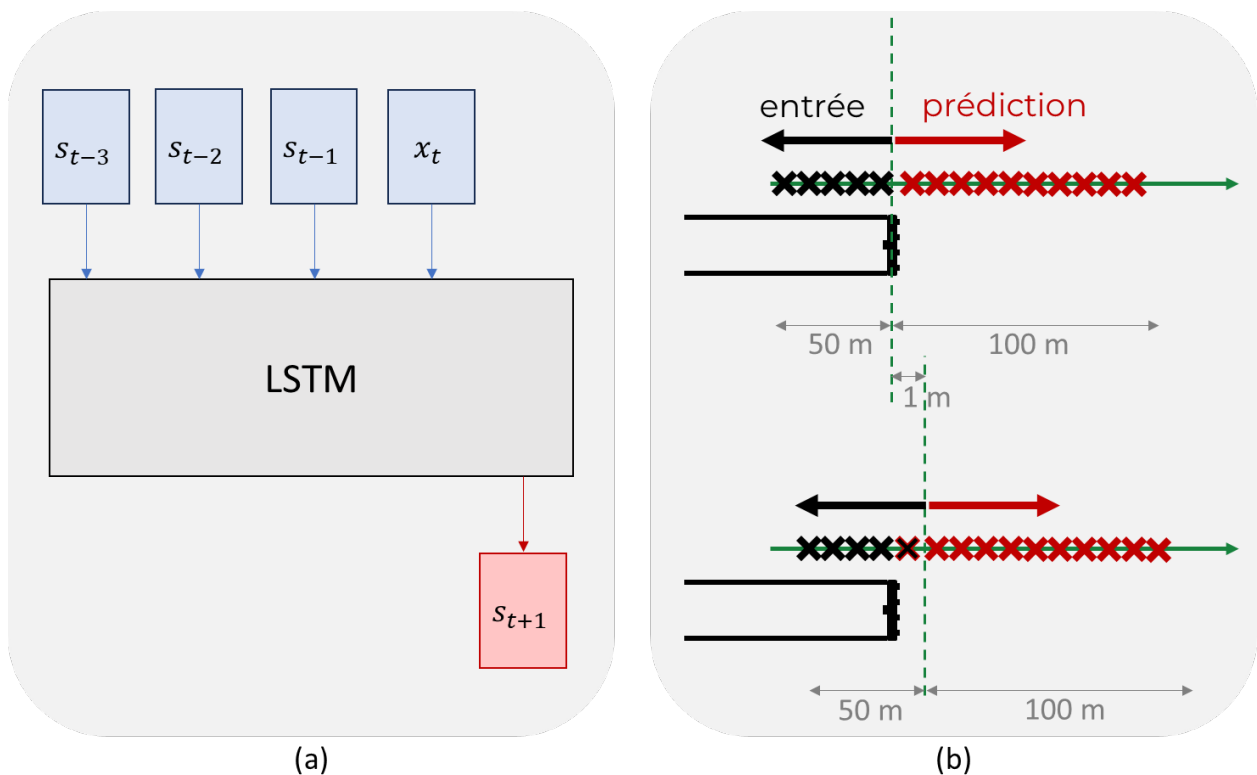 s_{t-3}
s_{t-2}
s_{t-1}
x_t
LSTM
s_{t+1}
(a)
entrée
prédiction
50 m
100 m
1 m
50 m
100 m
(b)